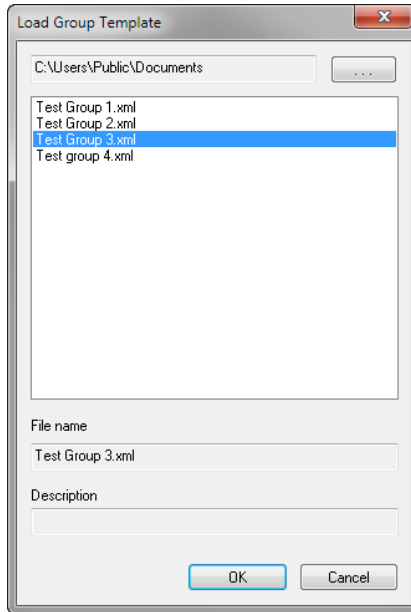 Load Group Template
C:\Users\Public\Documents
. . .
Test Group 1.xml
Test Group 2.xml
Test Group 3.xml
Test group 4.xml
File name
Test Group 3.xml
Description
OK
Cancel